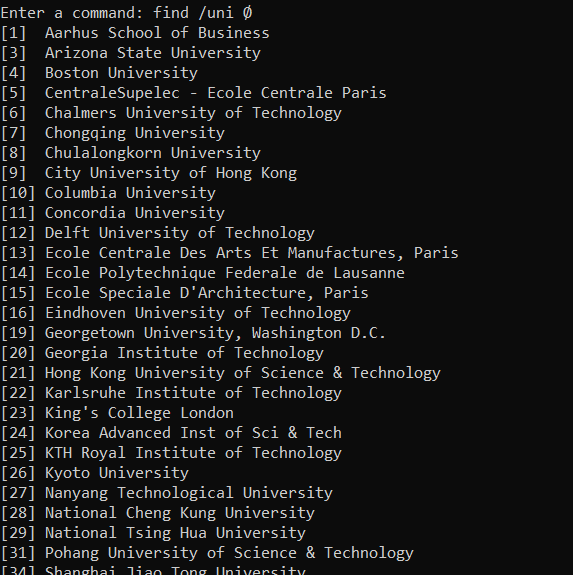 Enter a command: find /uni Ø
[1]  Aarhus School of Business
[3]  Arizona State University
[4]  Boston University
[5]  CentraleSupelec - Ecole Centrale Paris
[6]  Chalmers University of Technology
[7]  Chongqing University
[8]  Chulalongkorn University
[9]  City University of Hong Kong
[10] Columbia University
[11] Concordia University
[12] Delft University of Technology
[13] Ecole Centrale Des Arts Et Manufactures, Paris
[14] Ecole Polytechnique Federale de Lausanne
[15] Ecole Speciale D'Architecture, Paris
[16] Eindhoven University of Technology
[19] Georgetown University, Washington D.C.
[20] Georgia Institute of Technology
[21] Hong Kong University of Science & Technology
[22] Karlsruhe Institute of Technology
[23] King's College London
[24] Korea Advanced Inst of Sci & Tech
[25] KTH Royal Institute of Technology
[26] Kyoto University
[27] Nanyang Technological University
[28] National Cheng Kung University
[29] National Tsing Hua University
[31] Pohang University of Science & Technology
[34] Shanghai Jiao Tong University